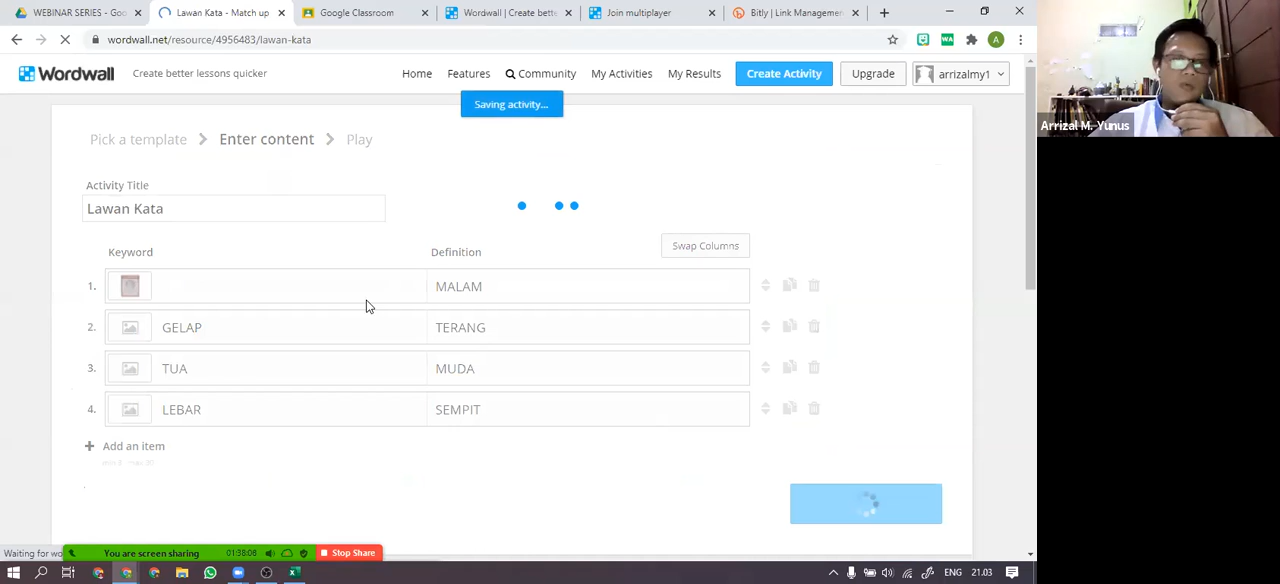 WEBINAR SERIES - Goo
Lawan Kata - Match up
Google Classroom
Wordwall | Create bette
Join multiplayer
Bitly | Link Managemen
wordwall.net/resource/4956483/lawan-kata
WA
A
Wordwall
Create better lessons quicker
Home
Features
Community
My Activities
My Results
Create Activity
Upgrade
arrizalmy1
Saving activity...
Arrizal M. Yunus
Pick a template
Enter content
Play
Activity Title
Lawan Kata
Keyword
Definition
Swap Columns
1.
MALAM
2.
GELAP
TERANG
3.
TUA
MUDA
4.
LEBAR
SEMPIT
+ Add an item
Waiting for wo
You are screen sharing
01:38:08
Stop Share
ENG
21.03